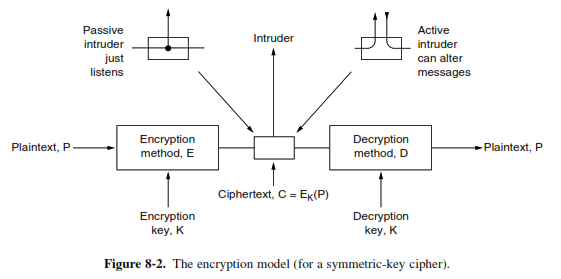 Passive
intruder
just
listens
Intruder
Active
intruder
can alter
messages
Plaintext, P
Encryption
method, E
Decryption
method, D
Plaintext, P
Ciphertext, C = EK(P)
Encryption
key, K
Decryption
key, K
Figure 8-2. The encryption model (for a symmetric-key cipher).